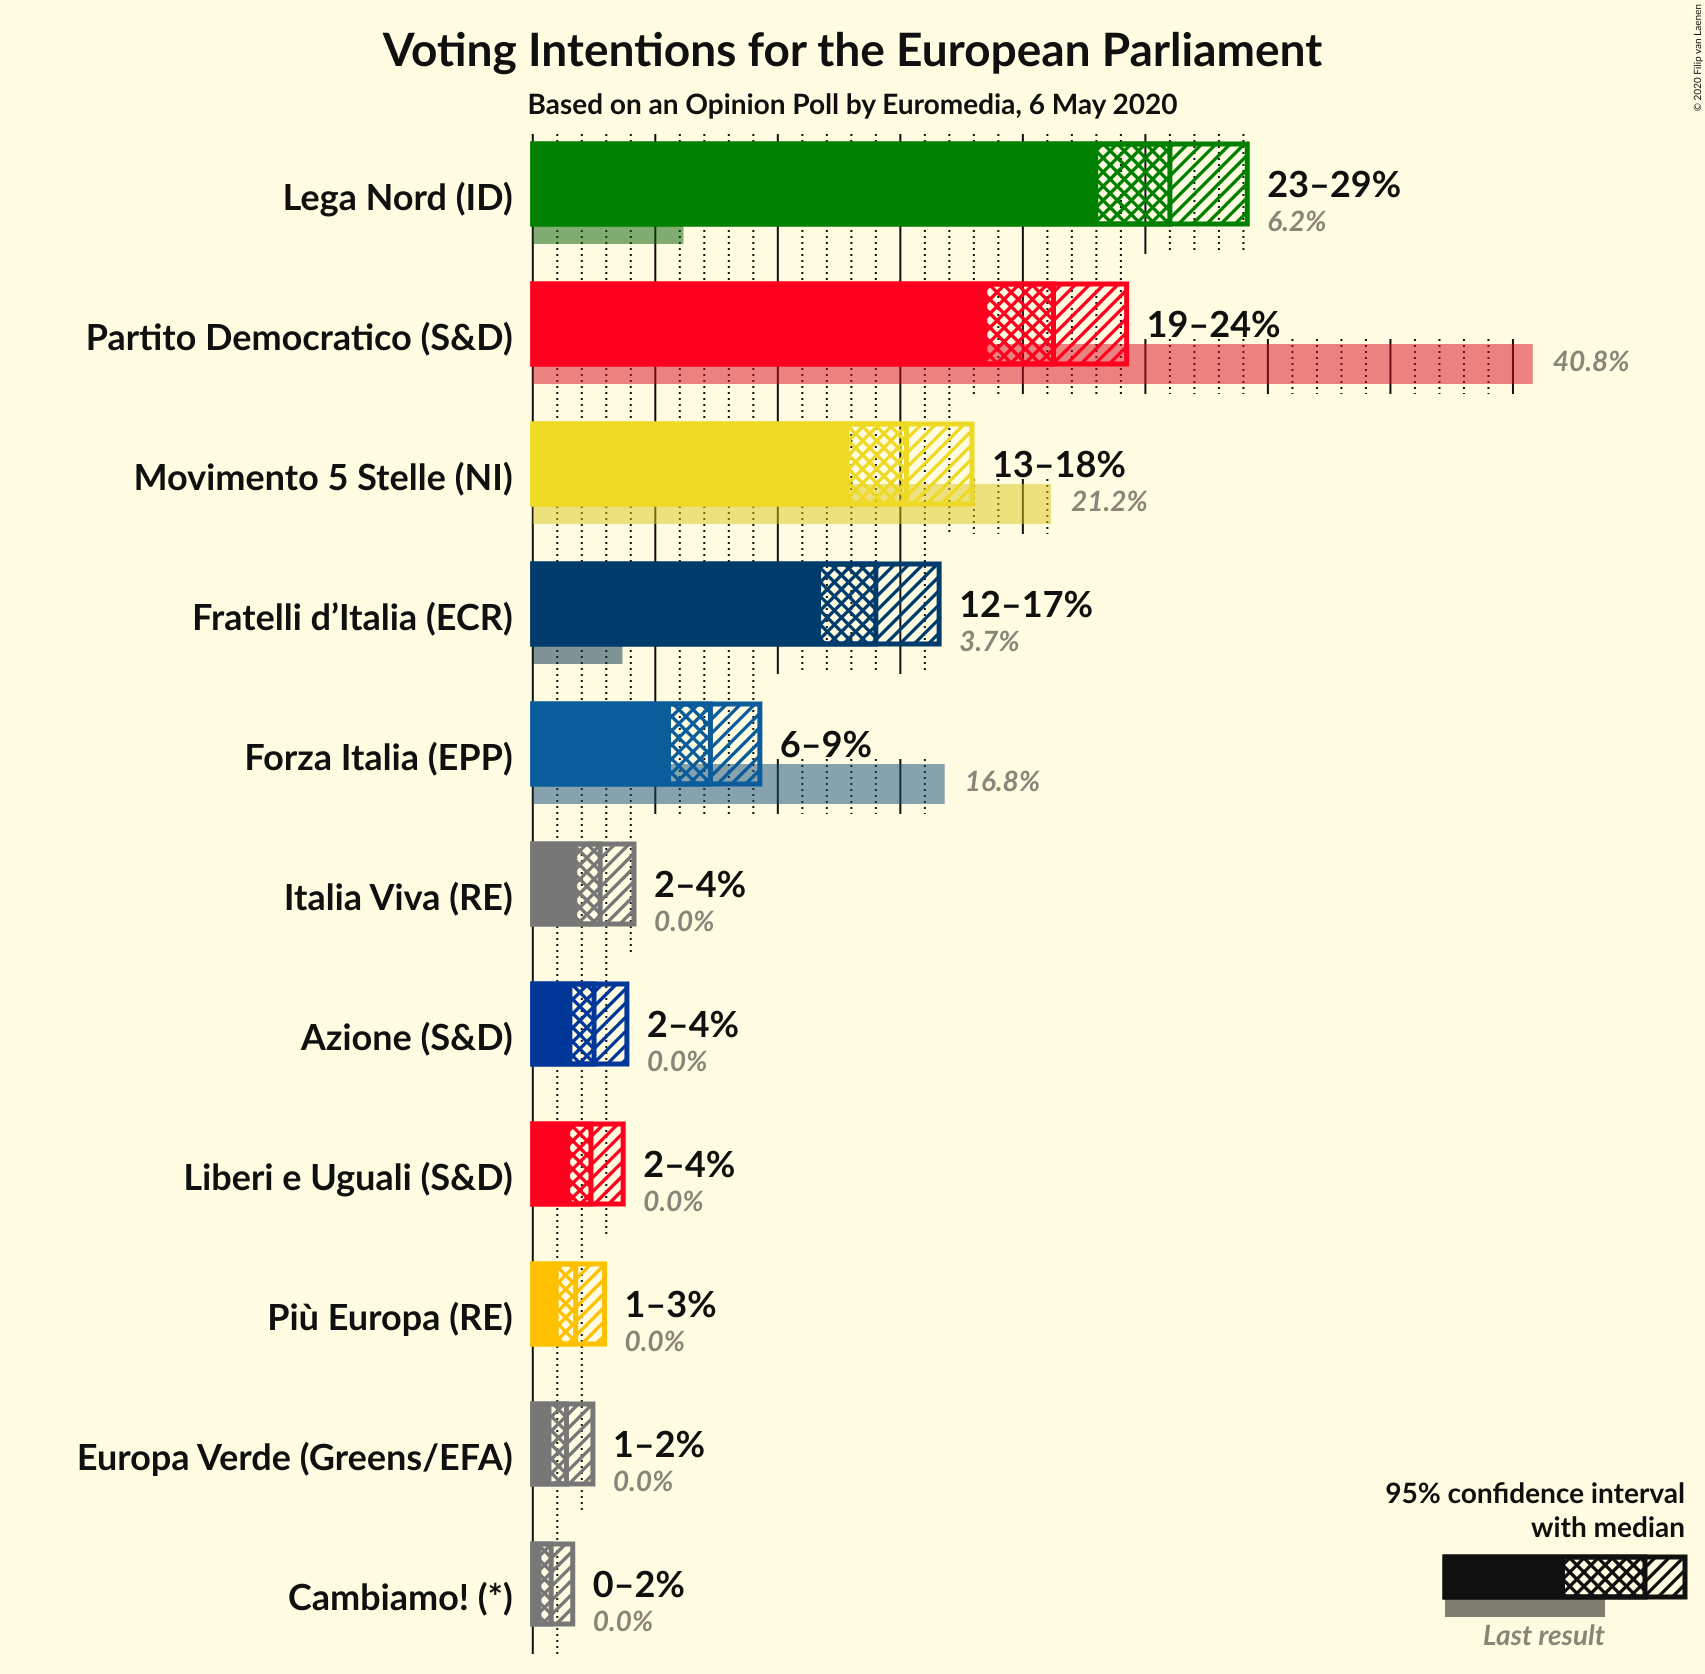 Voting Intentions for the European Parliament
Based on an Opinion Poll by Euromedia, 6 May 2020
© 2020 Filip van Laenen
Lega Nord (ID)
23–29%
6.2%
Partito Democratico (S&D)
19–24%
40.8%
Movimento 5 Stelle (NI)
13–18%
21.2%
Fratelli d’Italia (ECR)
12–17%
3.7%
Forza Italia (EPP)
6–9%
16.8%
Italia Viva (RE)
2–4%
0.0%
Azione (S&D)
2–4%
0.0%
Liberi e Uguali (S&D)
2–4%
0.0%
Più Europa (RE)
1–3%
0.0%
Europa Verde (Greens/EFA)
1–2%
0.0%
Cambiamo! (*)
0–2%
0.0%
95% confidence interval
with median
Last result